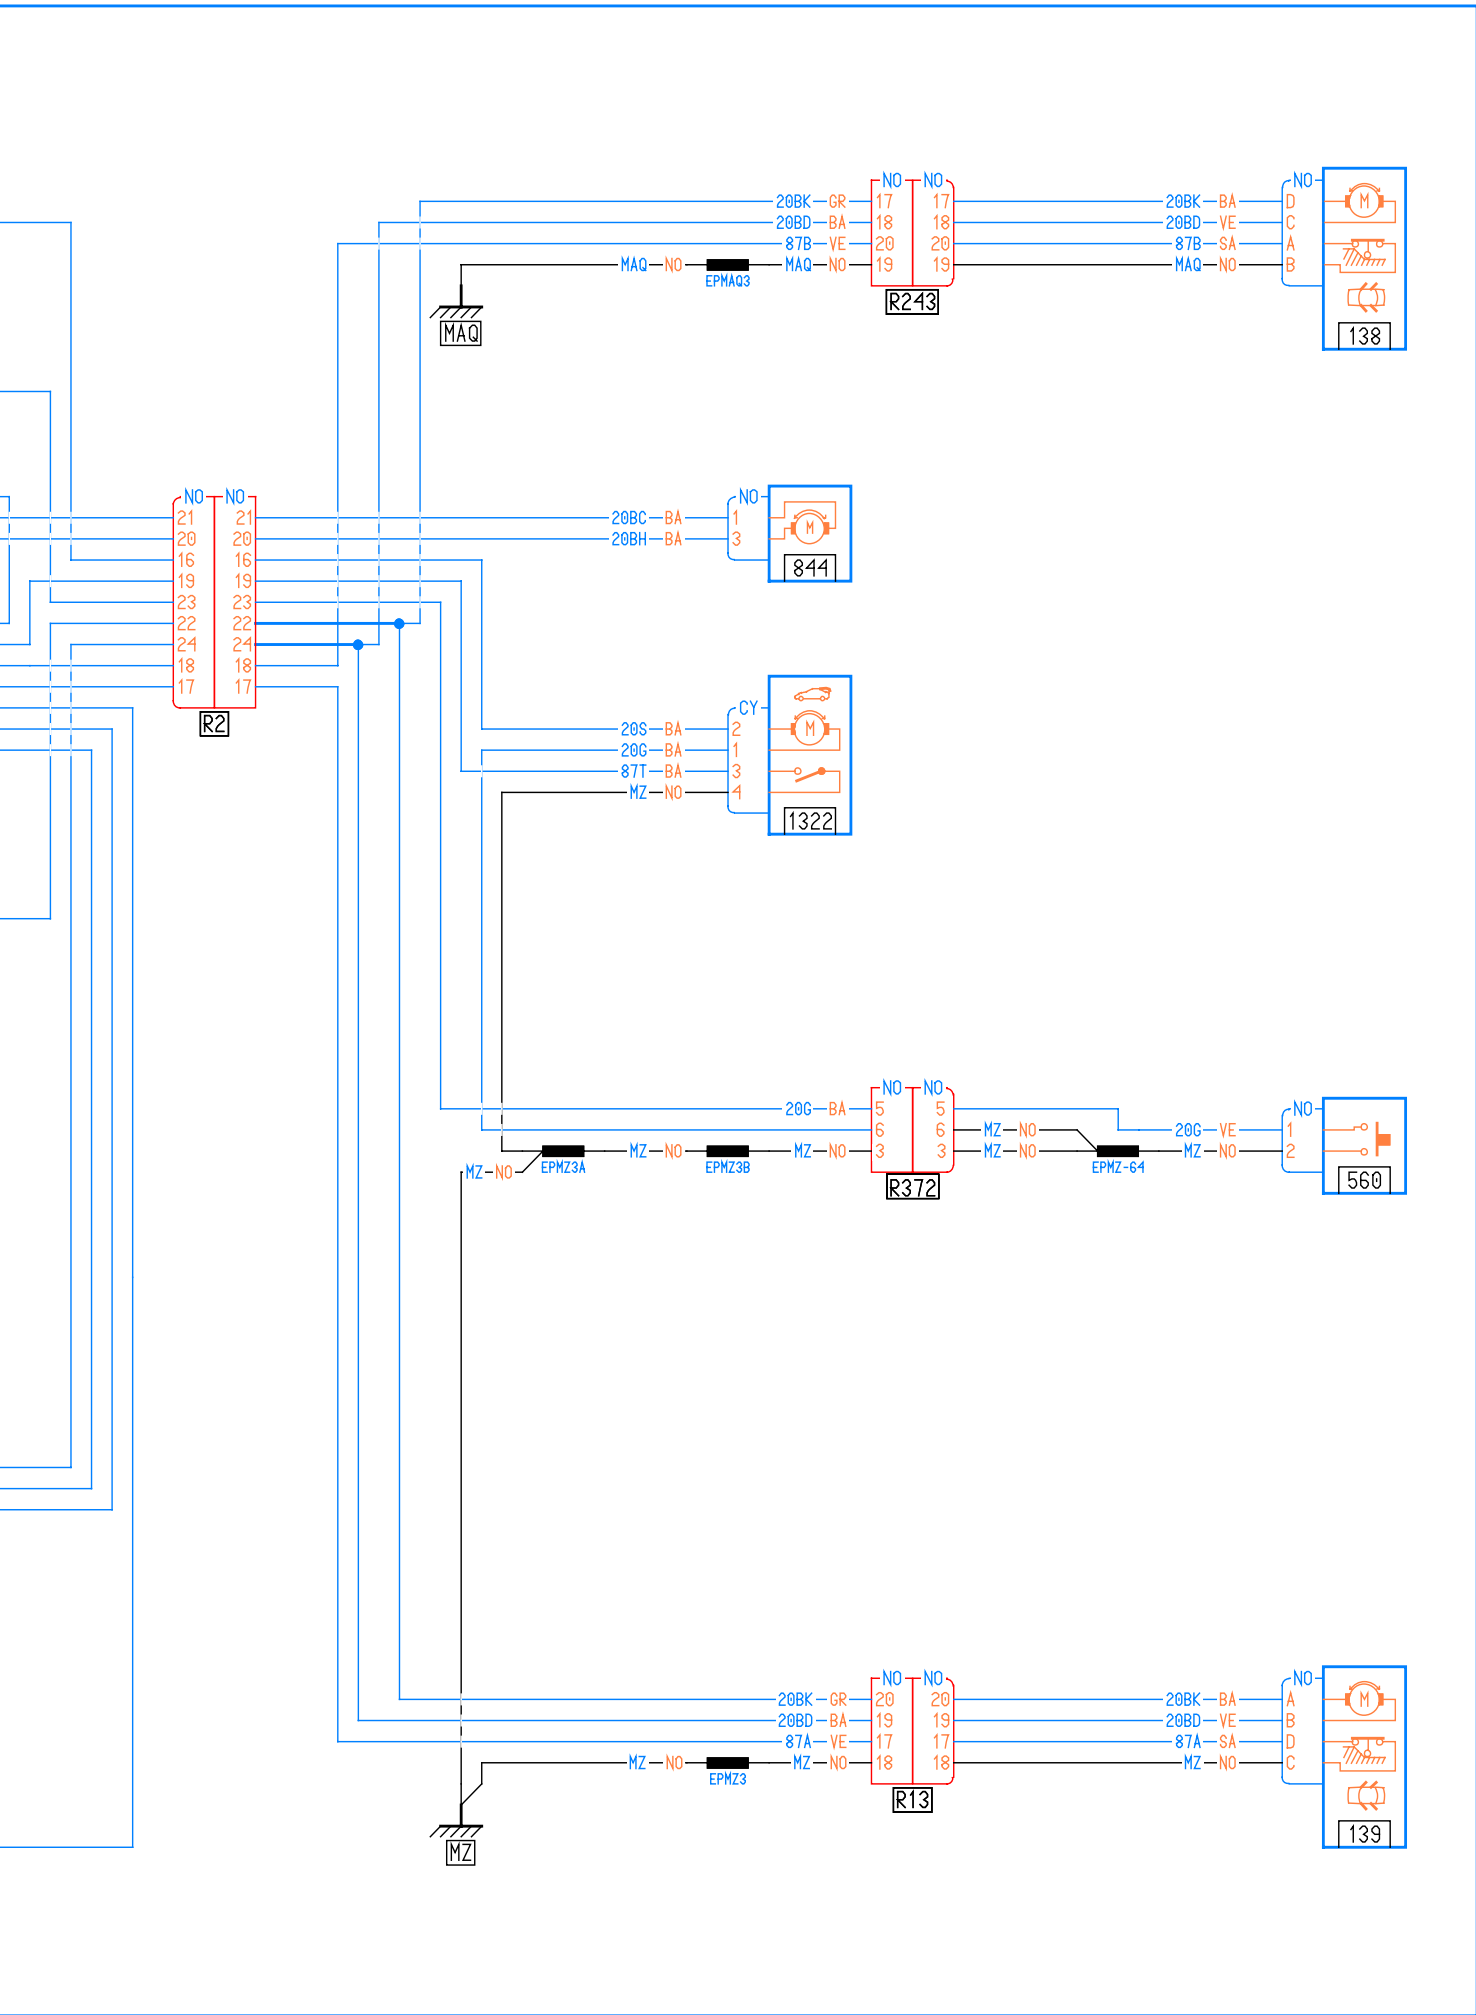 NO NO NO
20BK GR 17 17 20BK BA D
20BD BA 18 18 20BD VE C
87B VE 20 20 87B SA A
MAQ NO MAQ NO 19 19 MAQ NO B
EPMAQ3
R243
MAQ
138
M
NO NO NO
21 21 20BC BA 1
20 20 20BH BA 3
M
16 16
844
19 19
23 23
22 22
24 24
18 18
17 17
R2
CY
20S BA 2
M
20G BA 1
87T BA 3
MZ NO 4
1322
NO NO NO
20G BA 5 5
6 6 MZ NO 20G VE 1
MZ NO MZ NO 3 3 MZ NO MZ NO 2
EPMZ3A EPMZ3B EPMZ-64
MZ NO
R372
560
NO NO NO
20BK GR 20 20 20BK BA A
M
20BD BA 19 19 20BD VE B
87A VE 17 17 87A SA D
MZ NO MZ NO 18 18 MZ NO C
EPMZ3
R13
139
MZ